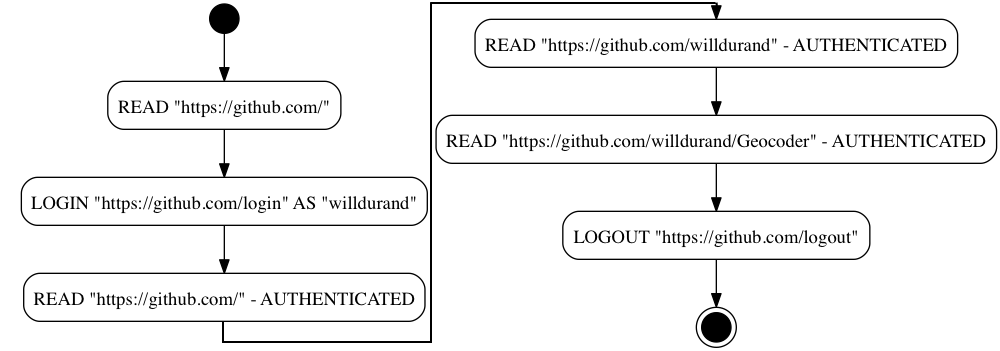 READ "https://github.com/"
LOGIN "https://github.com/login" AS "willdurand"
READ "https://github.com/" - AUTHENTICATED
READ "https://github.com/willdurand" - AUTHENTICATED
READ "https://github.com/willdurand/Geocoder" - AUTHENTICATED
LOGOUT "https://github.com/logout"